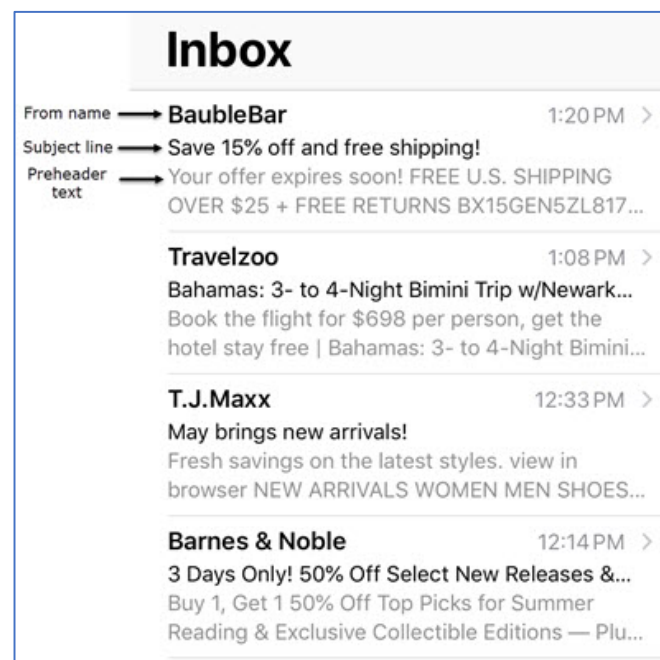 Inbox
From name
BaubleBar 1:20 PM
Subject line
Save 15% off and free shipping!
Preheader
text
Your offer expires soon! FREE U.S. SHIPPING
OVER $25 + FREE RETURNS BX15GEN5ZL817...
Travelzoo 1:08 PM
Bahamas: 3- to 4-Night Bimini Trip w/Newark...
Book the flight for $698 per person, get the
hotel stay free | Bahamas: 3- to 4-Night Bimini...
T.J.Maxx 12:33 PM
May brings new arrivals!
Fresh savings on the latest styles. view in
browser NEW ARRIVALS WOMEN MEN SHOES...
Barnes & Noble 12:14 PM
3 Days Only! 50% Off Select New Releases &...
Buy 1, Get 1 50% Off Top Picks for Summer
Reading & Exclusive Collectible Editions — Plu...